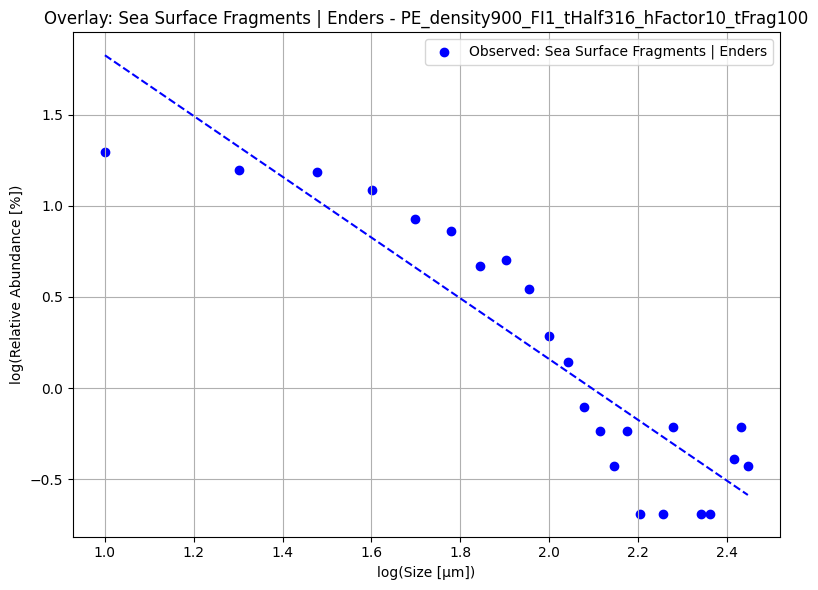 Overlay: Sea Surface Fragments | Enders - PE_density900_FI1_tHalf316_hFactor10_tFrag100
Observed: Sea Surface Fragments | Enders
log(Relative Abundance [%])
1.5
1.0
0.5
0.0
−0.5
1.0 1.2 1.4 1.6 1.8 2.0 2.2 2.4
log(Size [µm])